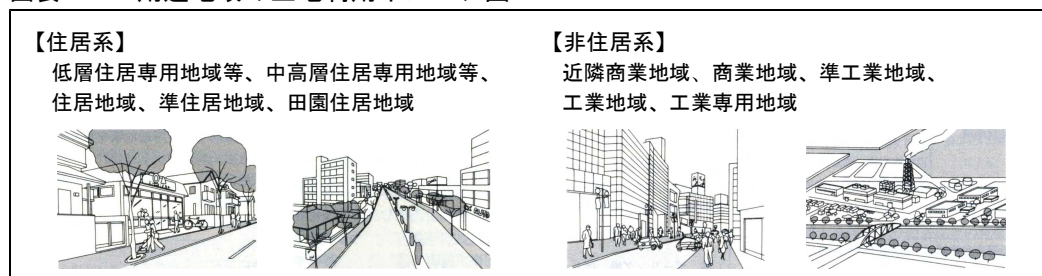 【住居系】
低層住居専用地域等、中高層住居専用地域等、
住居地域、準住居地域、田園住居地域
【非住居系】
近隣商業地域、商業地域、準工業地域、
工業地域、工業専用地域